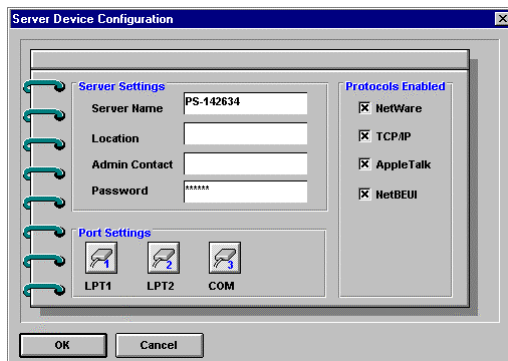 Server Device Configuration
Server Settings
Server Name PS-142634
Location
Admin Contact
Password ******
Protocols Enabled
NetWare
TCP/IP
AppleTalk
NetBEUI
Port Settings
1 2 3
LPT1 LPT2 COM
OK Cancel